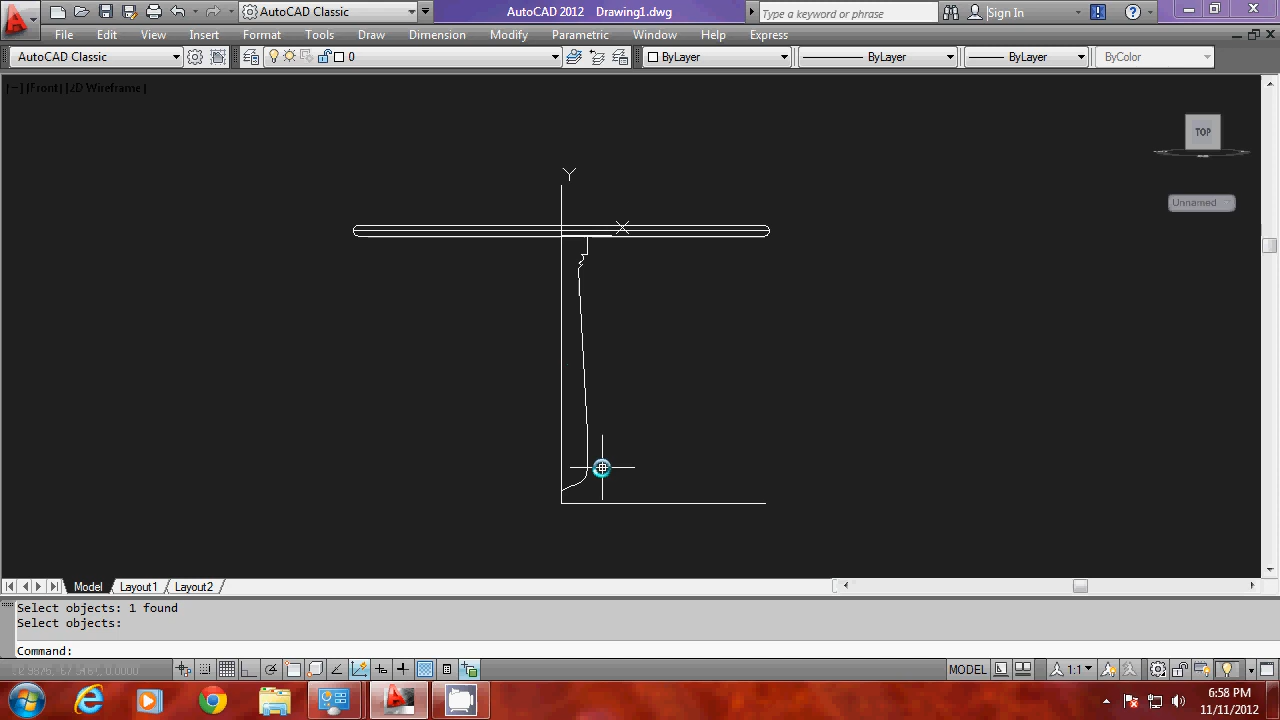 AutoCAD Classic
AutoCAD 2012 Drawing1.dwg
Type a keyword or phrase
Sign In
File Edit View Insert Format Tools Draw Dimension Modify Parametric Window Help Express
AutoCAD Classic
0
ByLayer
ByLayer
ByLayer
ByColor
[−] [Front] [2D Wireframe]
TOP
Y
X
Unnamed
Model Layout1 Layout2
Select objects: 1 found
Select objects:
Command:
MODEL
1:1
6:58 PM
11/11/2012